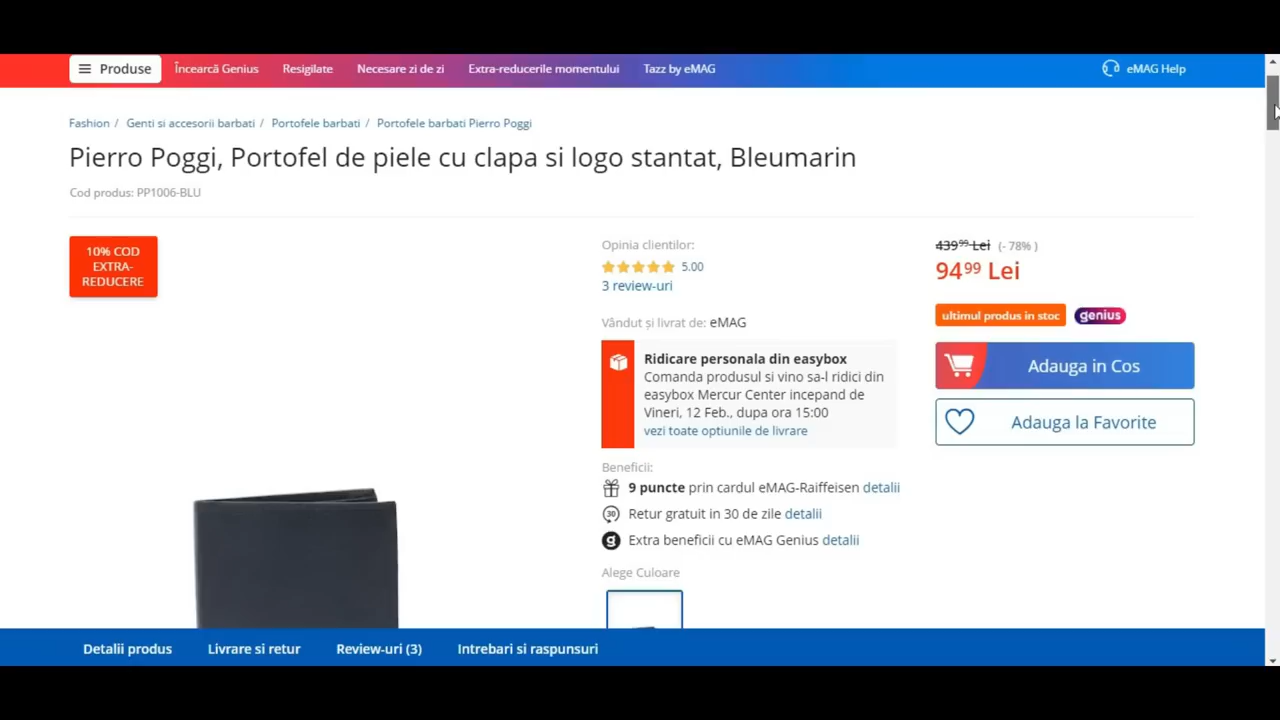 Produse
Încearcă Genius
Resigilate
Necesare zi de zi
Extra-reducerile momentului
Tazz by eMAG
eMAG Help
Fashion / Genti si accesorii barbati / Portofele barbati / Portofele barbati Pierro Poggi
Pierro Poggi, Portofel de piele cu clapa si logo stantat, Bleumarin
Cod produs: PP1006-BLU
10% COD
EXTRA-
REDUCERE
Opinia clientilor:
5.00
3 review-uri
Vândut și livrat de: eMAG
Ridicare personala din easybox
Comanda produsul si vino sa-l ridici din
easybox Mercur Center incepand de
Vineri, 12 Feb., dupa ora 15:00
vezi toate optiunile de livrare
Beneficii:
9 puncte prin cardul eMAG-Raiffeisen detalii
30
Retur gratuit in 30 de zile detalii
g
Extra beneficii cu eMAG Genius detalii
Alege Culoare
439⁹⁹ Lei (- 78% )
94⁹⁹ Lei
ultimul produs in stoc
genius
Adauga in Cos
Adauga la Favorite
Detalii produs
Livrare si retur
Review-uri (3)
Intrebari si raspunsuri